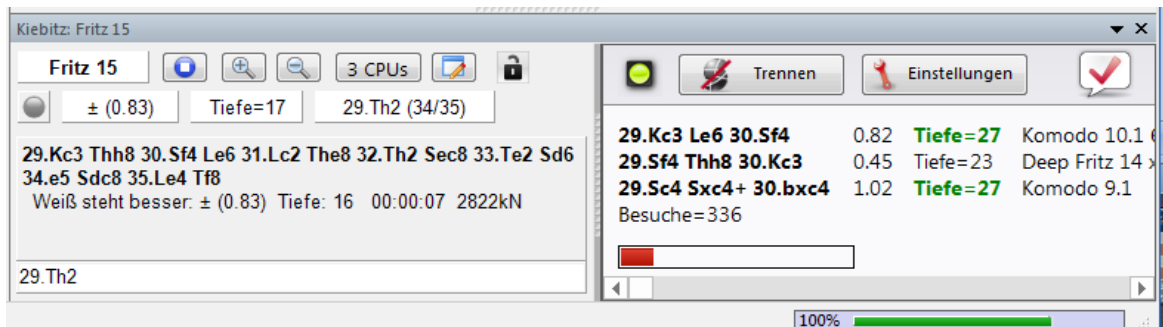 Kiebitz: Fritz 15
Fritz 15
3 CPUs
± (0.83)
Tiefe=17
29.Th2 (34/35)
29.Kc3 Thh8 30.Sf4 Le6 31.Lc2 The8 32.Th2 Sec8 33.Te2 Sd6
34.e5 Sdc8 35.Le4 Tf8
Weiß steht besser: ± (0.83) Tiefe: 16 00:00:07 2822kN
29.Th2
Trennen
Einstellungen
29.Kc3 Le6 30.Sf4 0.82 Tiefe=27 Komodo 10.1
29.Sf4 Thh8 30.Kc3 0.45 Tiefe=23 Deep Fritz 14
29.Sc4 Sxc4+ 30.bxc4 1.02 Tiefe=27 Komodo 9.1
Besuche=336
100%